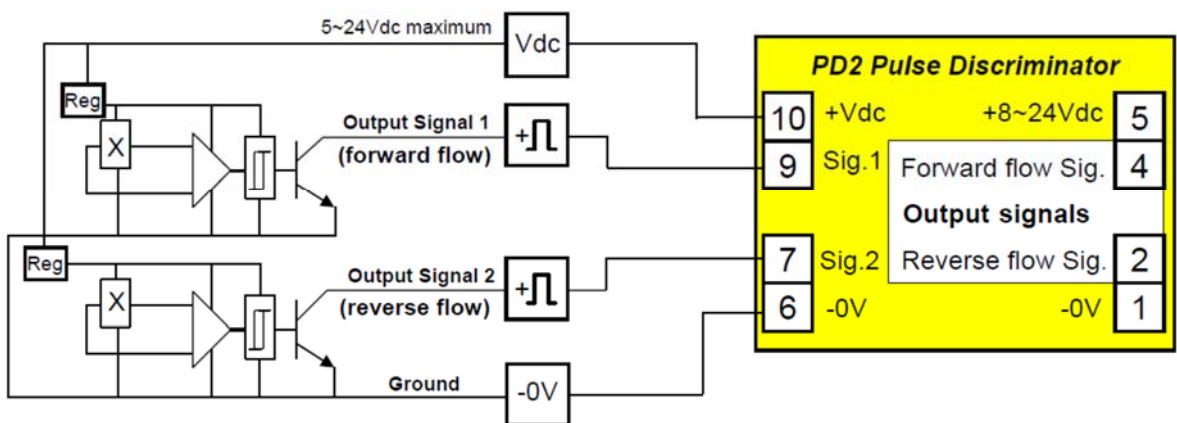 5~24Vdc maximum
Vdc
PD2 Pulse Discriminator
Reg
10 +Vdc +8~24Vdc 5
Output Signal 1
(forward flow)
+
X
9 Sig.1 Forward flow Sig. 4
Output signals
Reg
7 Sig.2 Reverse flow Sig. 2
Output Signal 2
(reverse flow)
+
X
6 -0V -0V 1
Ground
-0V